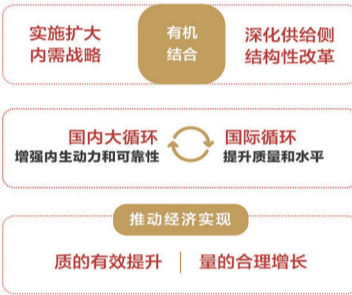 实施扩大
内需战略
有机
结合
深化供给侧
结构性改革
国内大循环
增强内生动力和可靠性
国际循环
提升质量和水平
推动经济实现
质的有效提升
量的合理增长